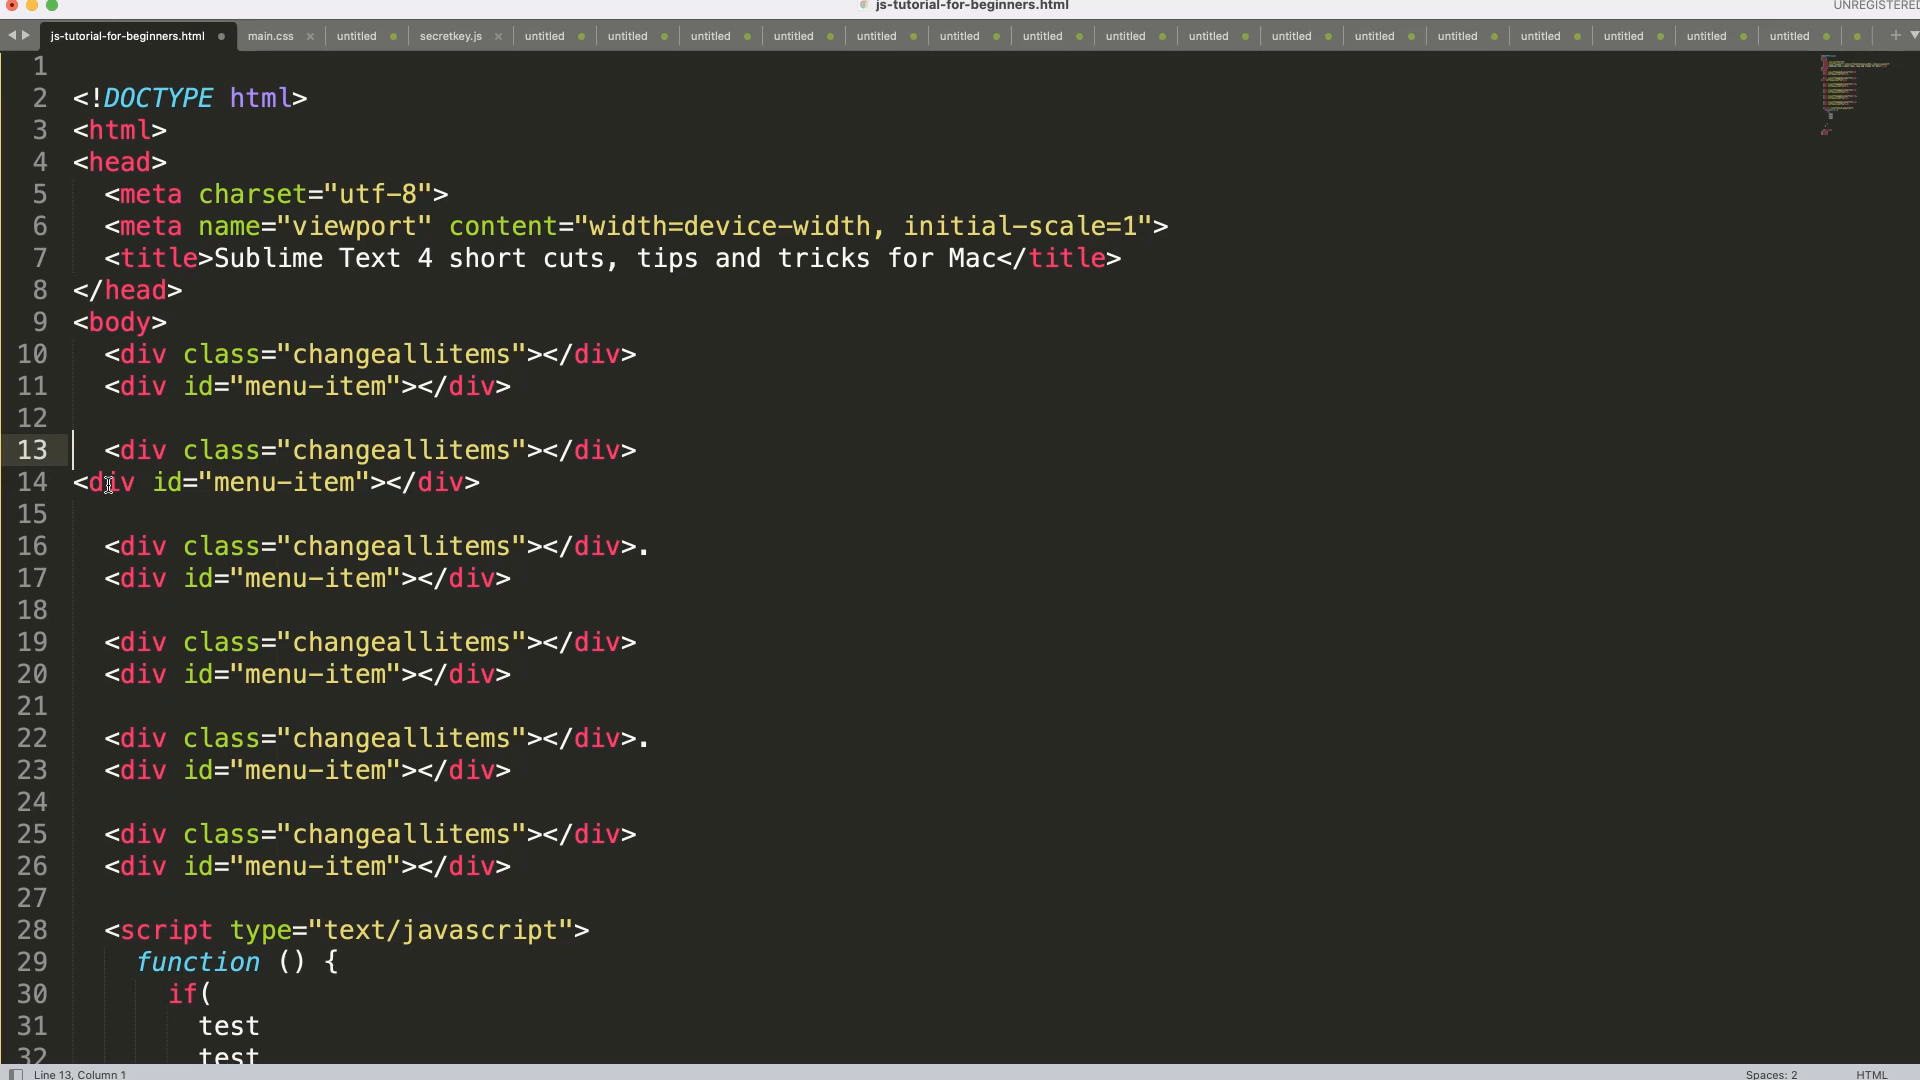 js-tutorial-for-beginners.html
UNREGISTERED
js-tutorial-for-beginners.html main.css untitled secretkey.js untitled untitled untitled untitled untitled untitled untitled untitled untitled untitled untitled untitled untitled untitled untitled untitled
1
2 <!DOCTYPE html>
3 <html>
4 <head>
5 <meta charset="utf-8">
6 <meta name="viewport" content="width=device-width, initial-scale=1">
7 <title>Sublime Text 4 short cuts, tips and tricks for Mac</title>
8 </head>
9 <body>
10 <div class="changeallitems"></div>
11 <div id="menu-item"></div>
12
13 <div class="changeallitems"></div>
14 <div id="menu-item"></div>
15
16 <div class="changeallitems"></div>.
17 <div id="menu-item"></div>
18
19 <div class="changeallitems"></div>
20 <div id="menu-item"></div>
21
22 <div class="changeallitems"></div>.
23 <div id="menu-item"></div>
24
25 <div class="changeallitems"></div>
26 <div id="menu-item"></div>
27
28 <script type="text/javascript">
29 function () {
30 if(
31 test
32 test
Line 13, Column 1 Spaces: 2 HTML